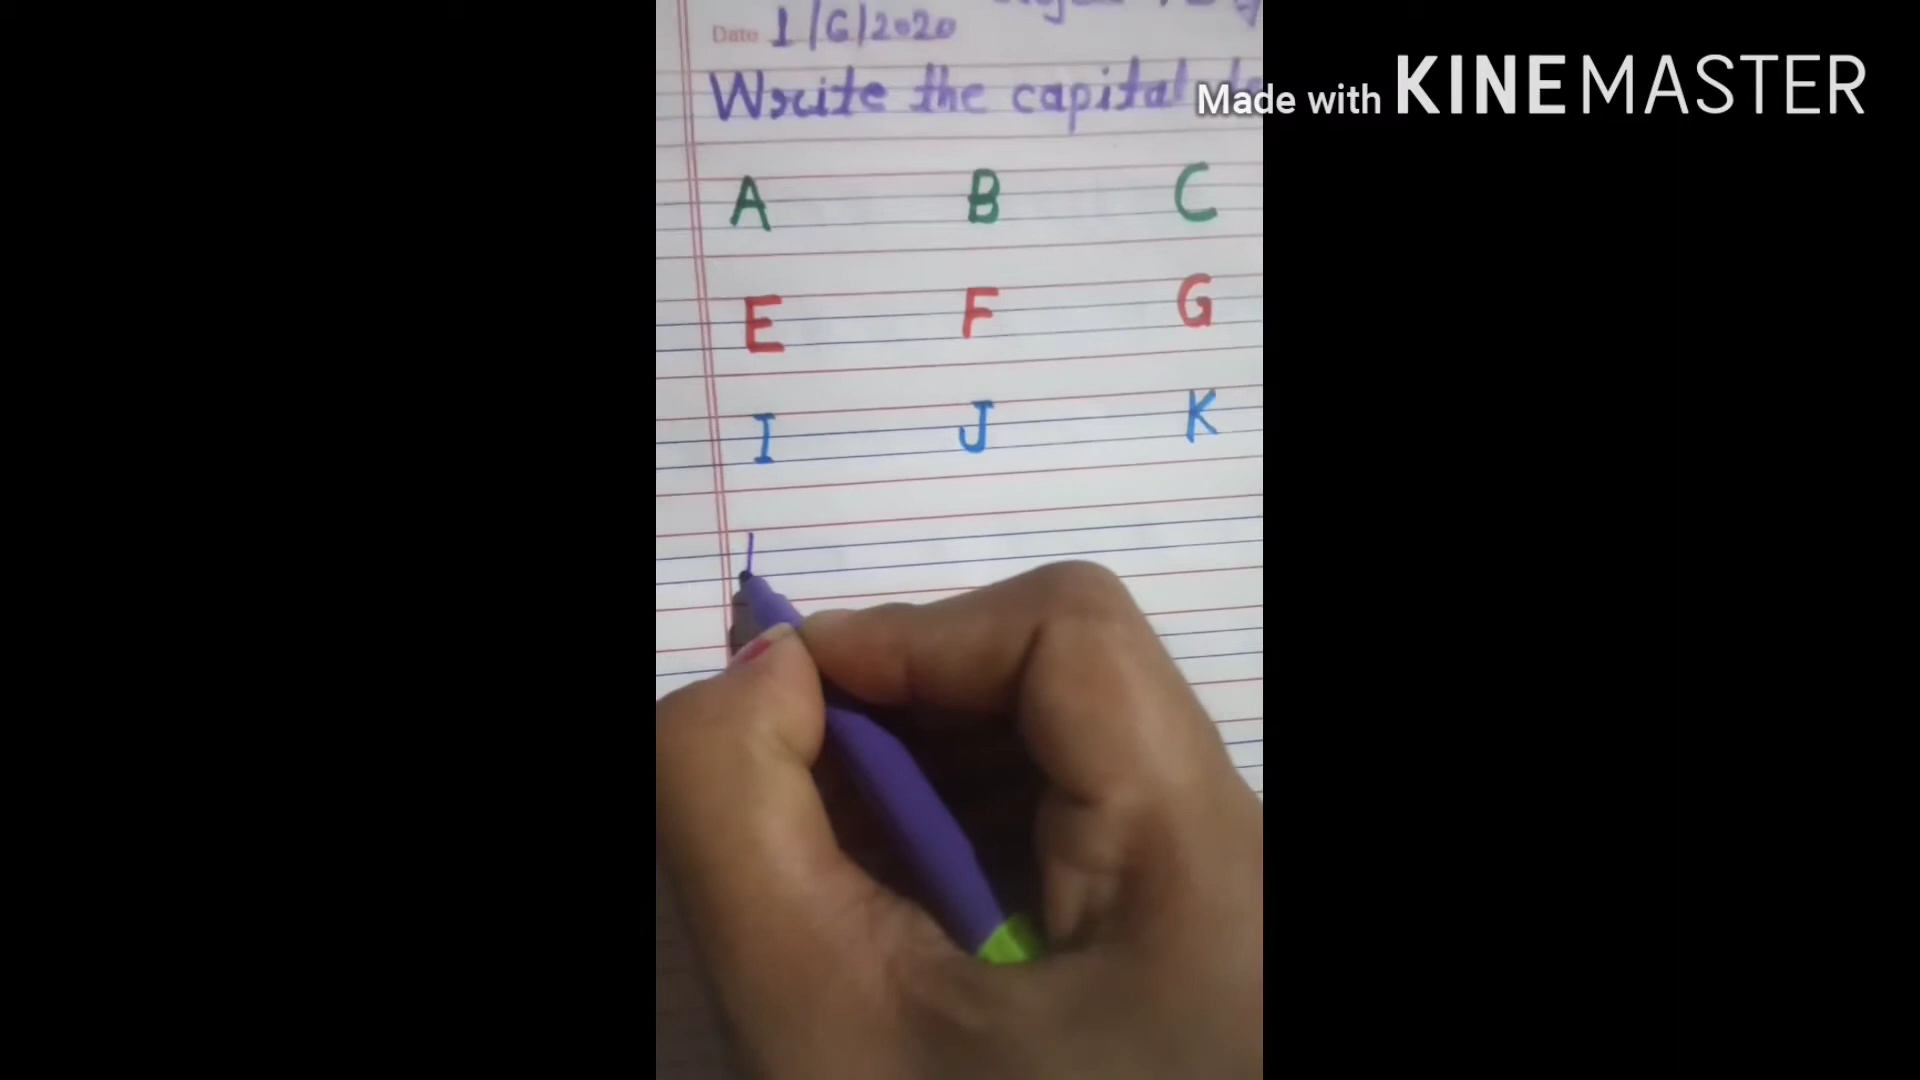 Date 1/6/2020
Write the capital
Made with KINEMASTER
A B C
E F G
I J K